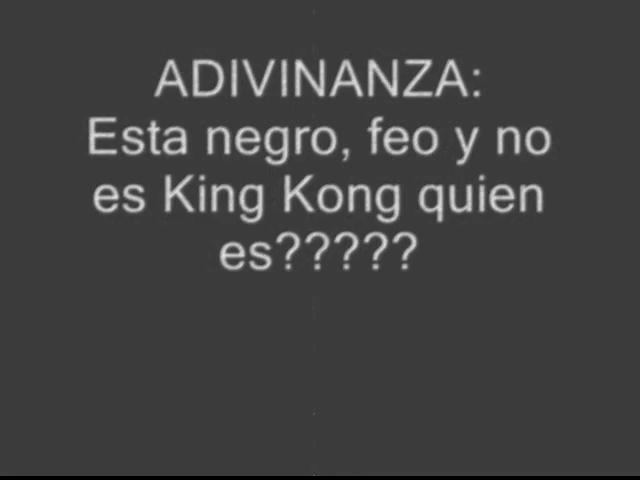 ADIVINANZA:
Esta negro, feo y no
es King Kong quien
es?????